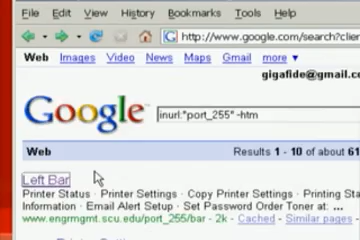 File Edit View History Bookmarks Tools Help
http://www.google.com/search?clien
Web Images Video News Maps Gmail more ▼
gigafide@gmail.co
Google
inurl:"port_255" -htm
Web Results 1 - 10 of about 61
Left Bar
Printer Status · Printer Settings · Copy Printer Settings · Printing Sta
Information · Email Alert Setup · Set Password Order Toner at: ...
www.engrmgmt.scu.edu/port_255/bar - 2k - Cached - Similar pages